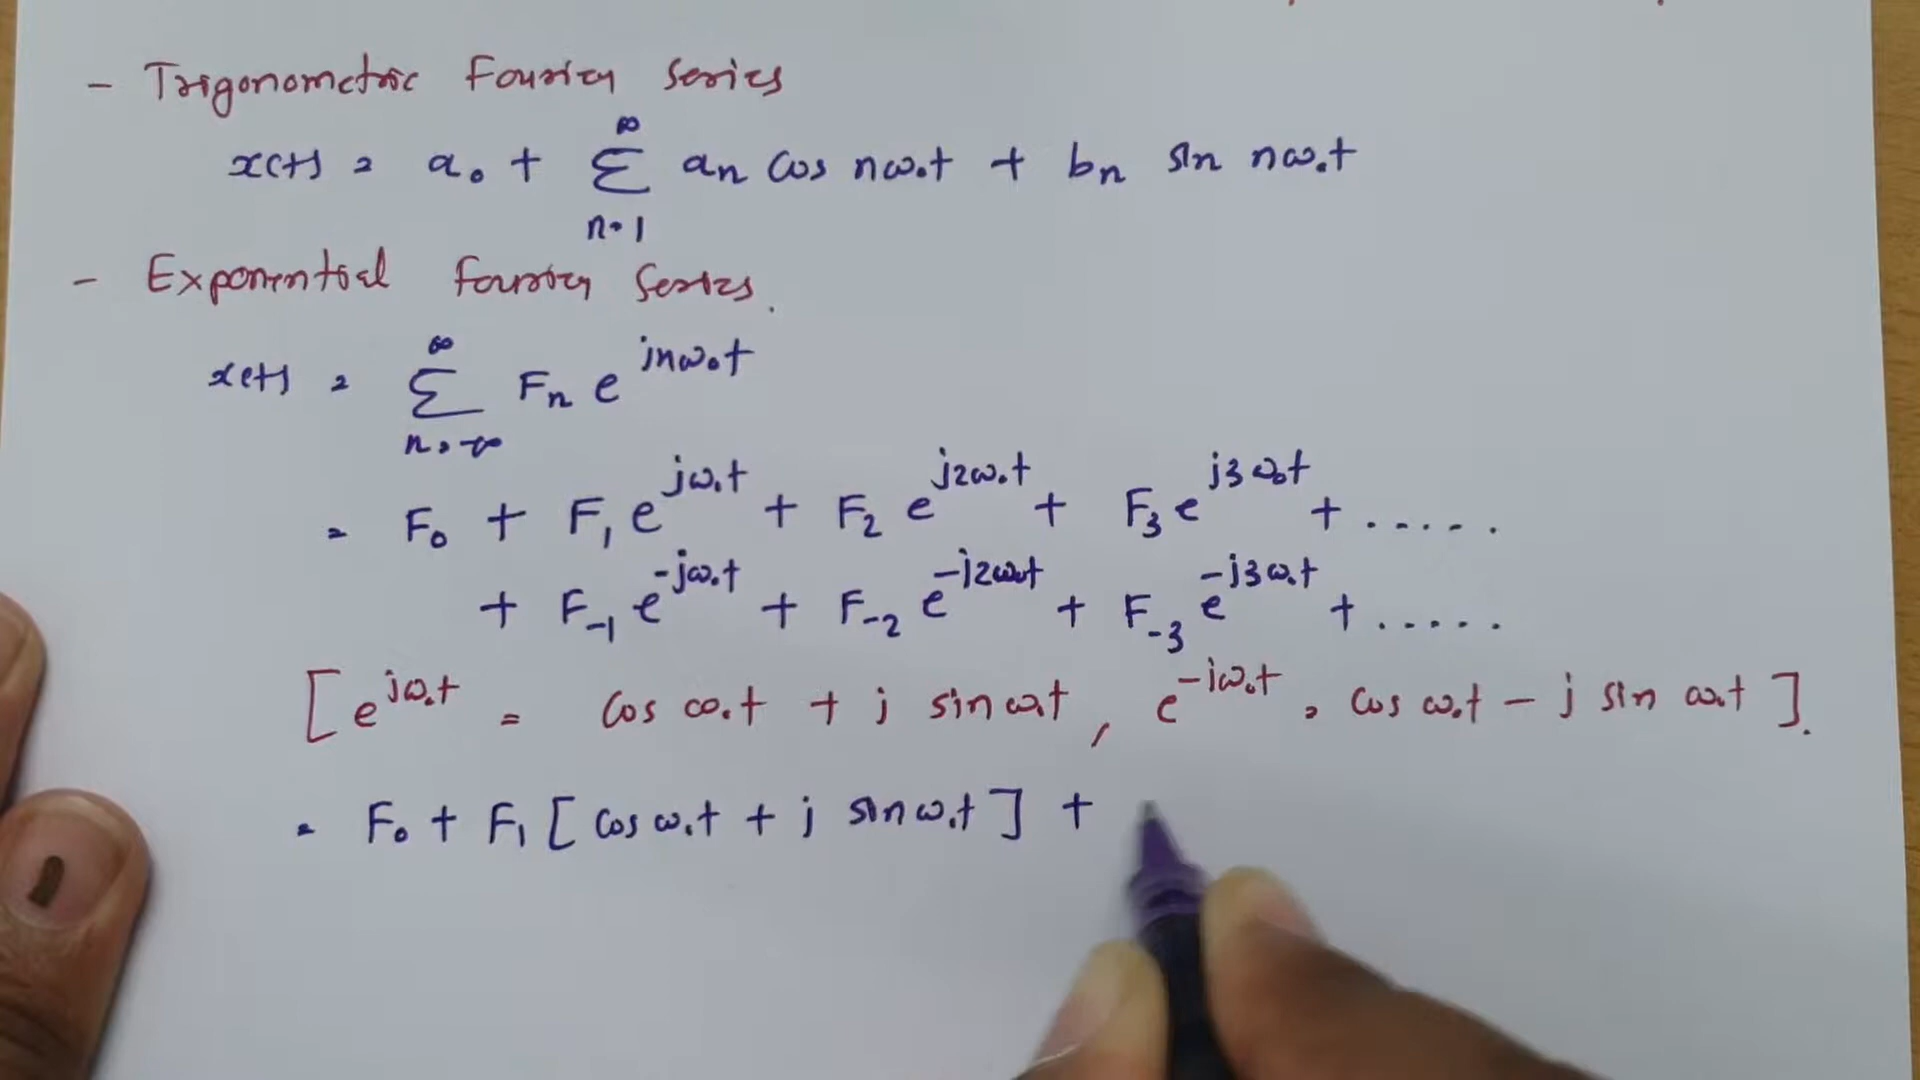 - Trigonometric Fourier Series
x(t) = a₀ + ∑ₙ₌₁^∞ aₙ cos nω₀t + bₙ sin nω₀t
- Exponential Fourier Series.
x(t) = ∑ₙ₌₋∞^∞ Fₙ e^{jnω₀t}
= F₀ + F₁ e^{jω₀t} + F₂ e^{j2ω₀t} + F₃ e^{j3ω₀t} + .....
+ F₋₁ e^{-jω₀t} + F₋₂ e^{-j2ω₀t} + F₋₃ e^{-j3ω₀t} + .....
[e^{jω₀t} = cos ω₀t + j sin ω₀t, e^{-jω₀t} = cos ω₀t - j sin ω₀t].
= F₀ + F₁ [cos ω₀t + j sin ω₀t] +